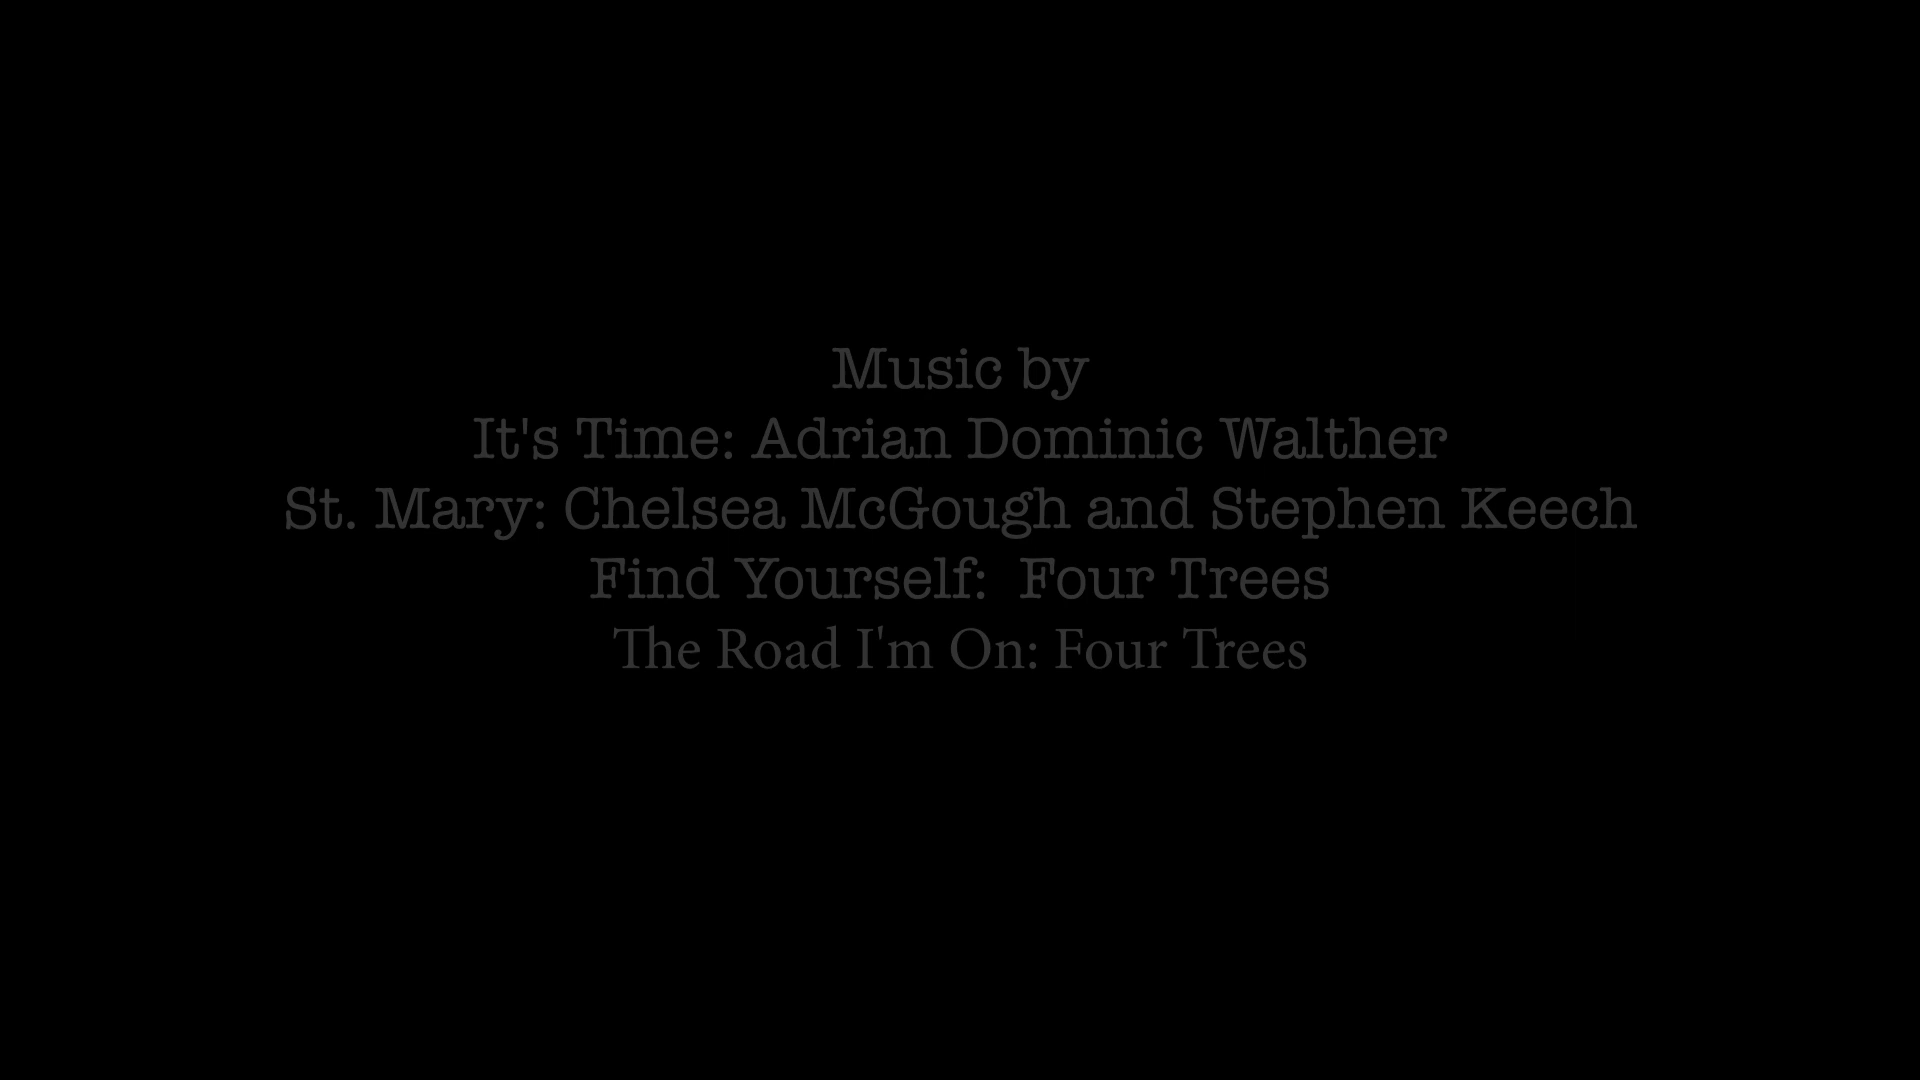 Music by
It's Time: Adrian Dominic Walther
St. Mary: Chelsea McGough and Stephen Keech
Find Yourself:  Four Trees
The Road I'm On: Four Trees